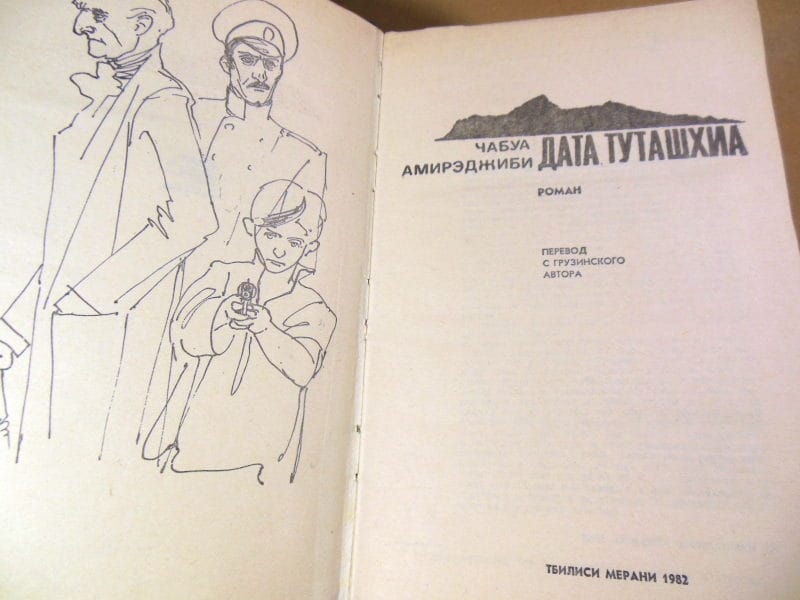 ЧАБУА
АМИРЭДЖИБИ
ДАТА ТУТАШХИА
РОМАН
ПЕРЕВОД
С ГРУЗИНСКОГО
АВТОРА
ТБИЛИСИ МЕРАНИ 1982